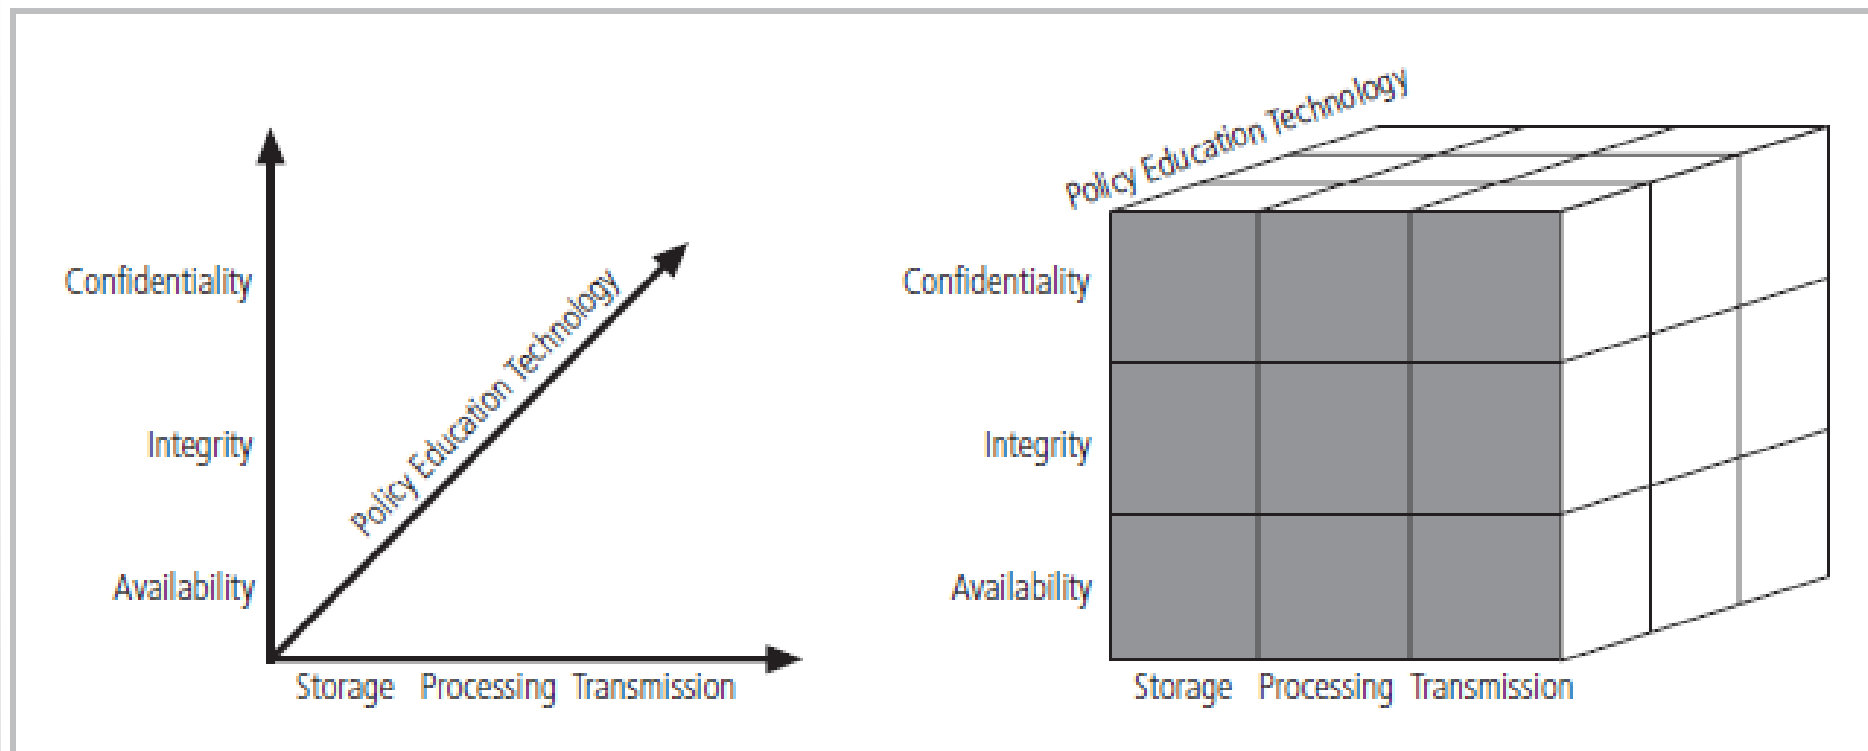 Confidentiality
Integrity
Availability
Policy Education Technology
Storage Processing Transmission
Policy Education Technology
Confidentiality
Integrity
Availability
Storage Processing Transmission